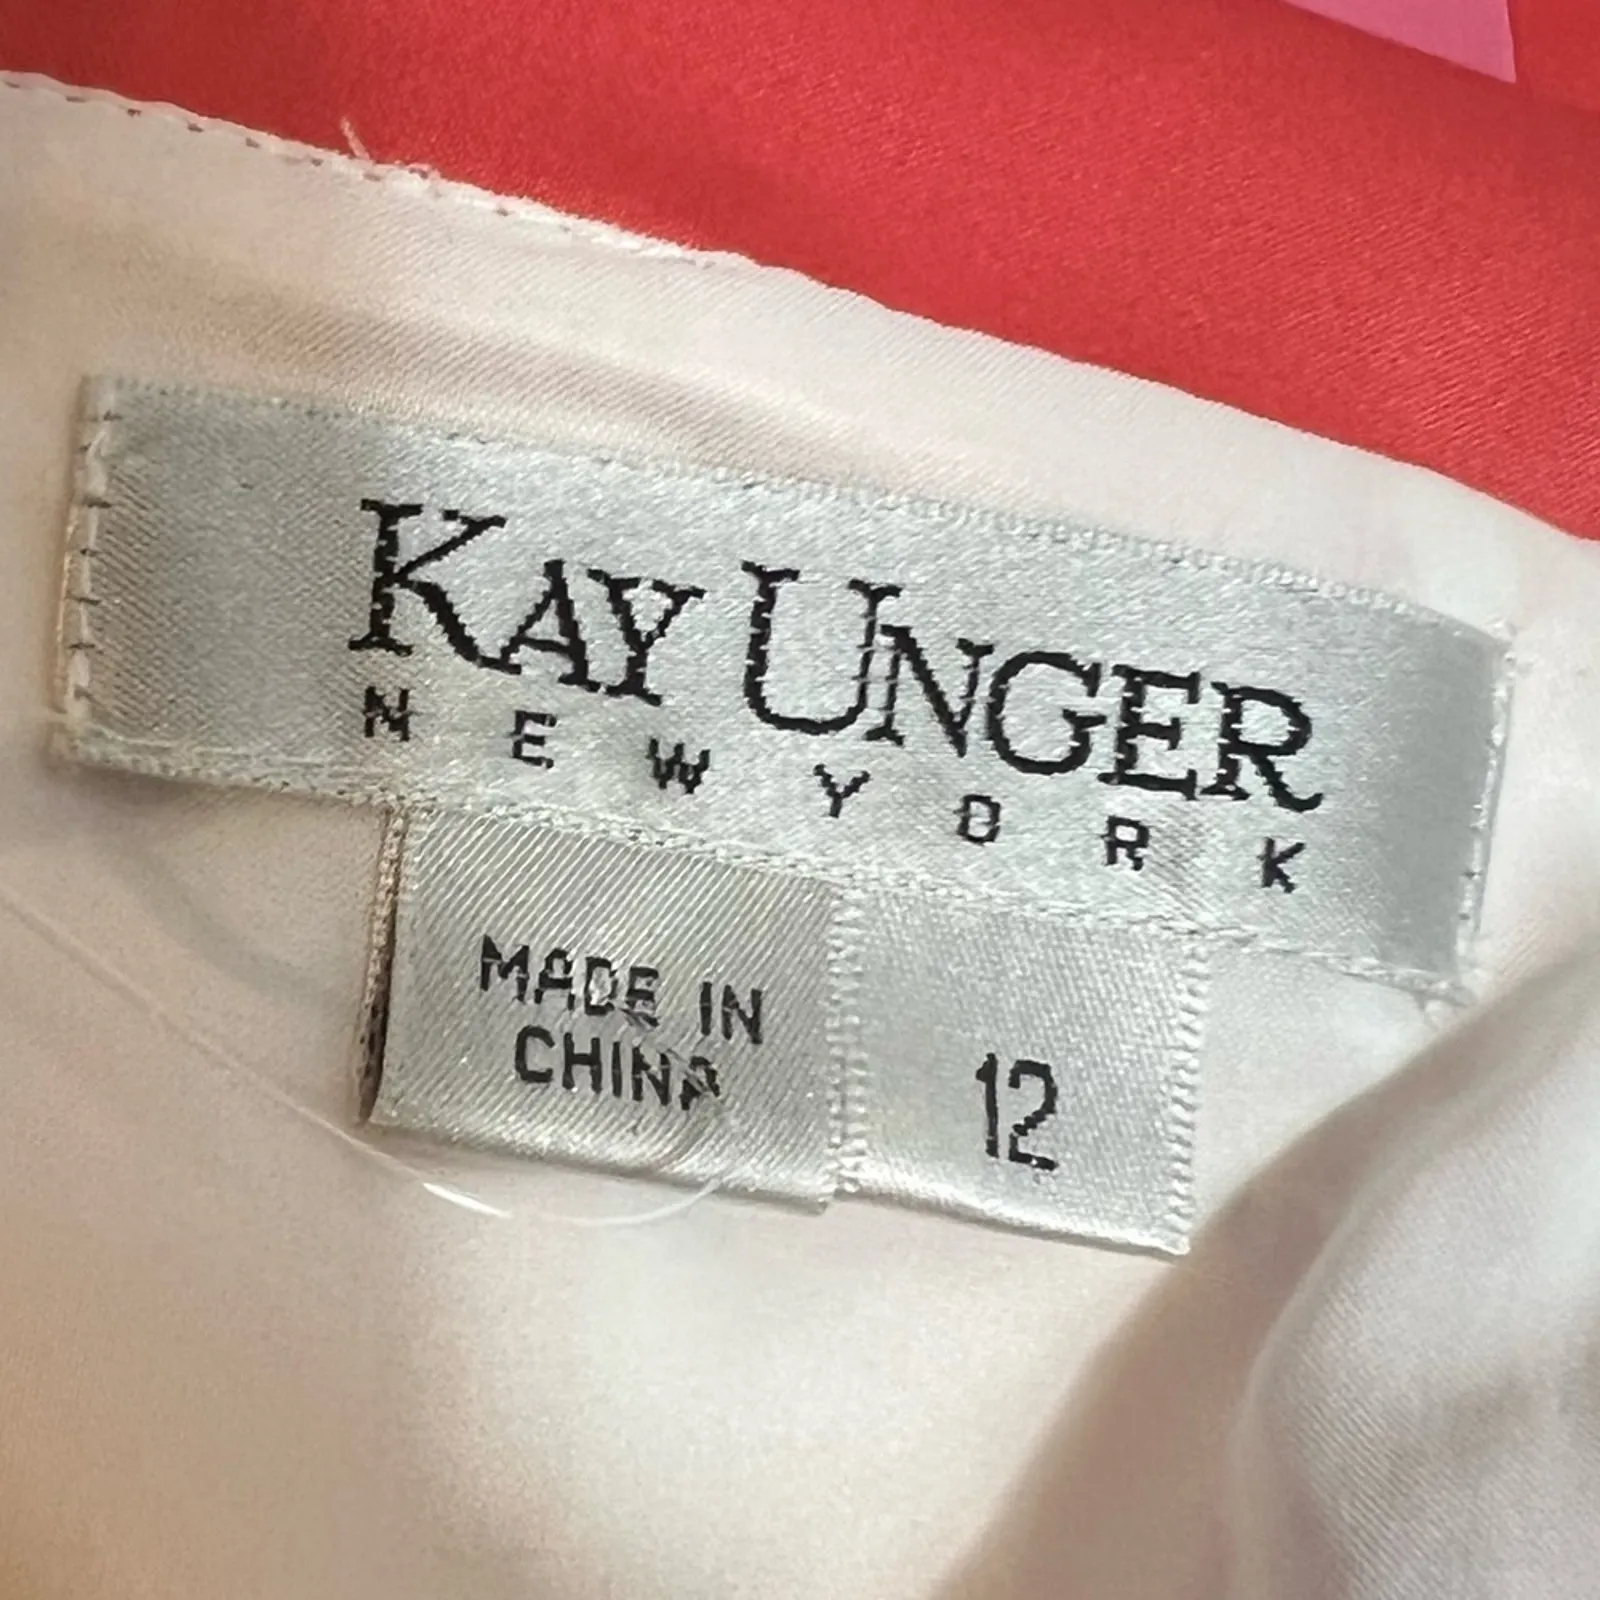 KAY UNGER
NEW YORK
MADE IN
CHINA
12